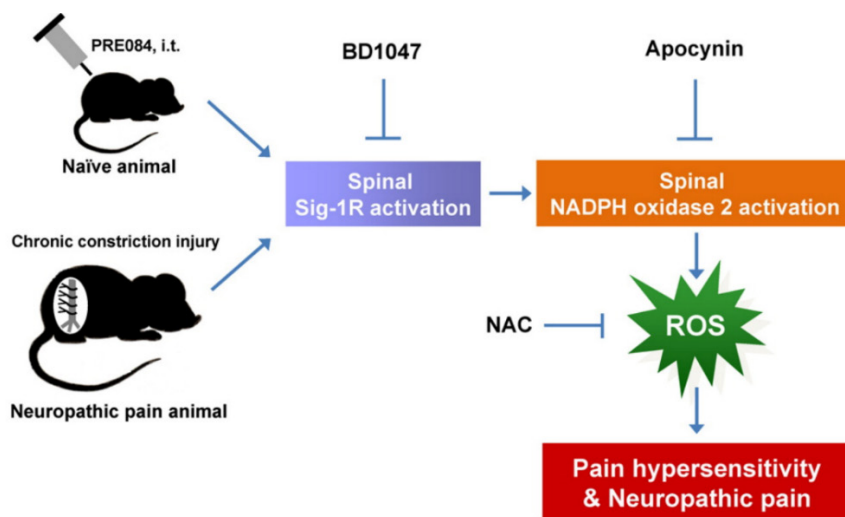 PRE084, i.t.
Naïve animal
BD1047
Apocynin
Spinal
Sig-1R activation
Spinal
NADPH oxidase 2 activation
Chronic constriction injury
Neuropathic pain animal
NAC
ROS
Pain hypersensitivity
& Neuropathic pain